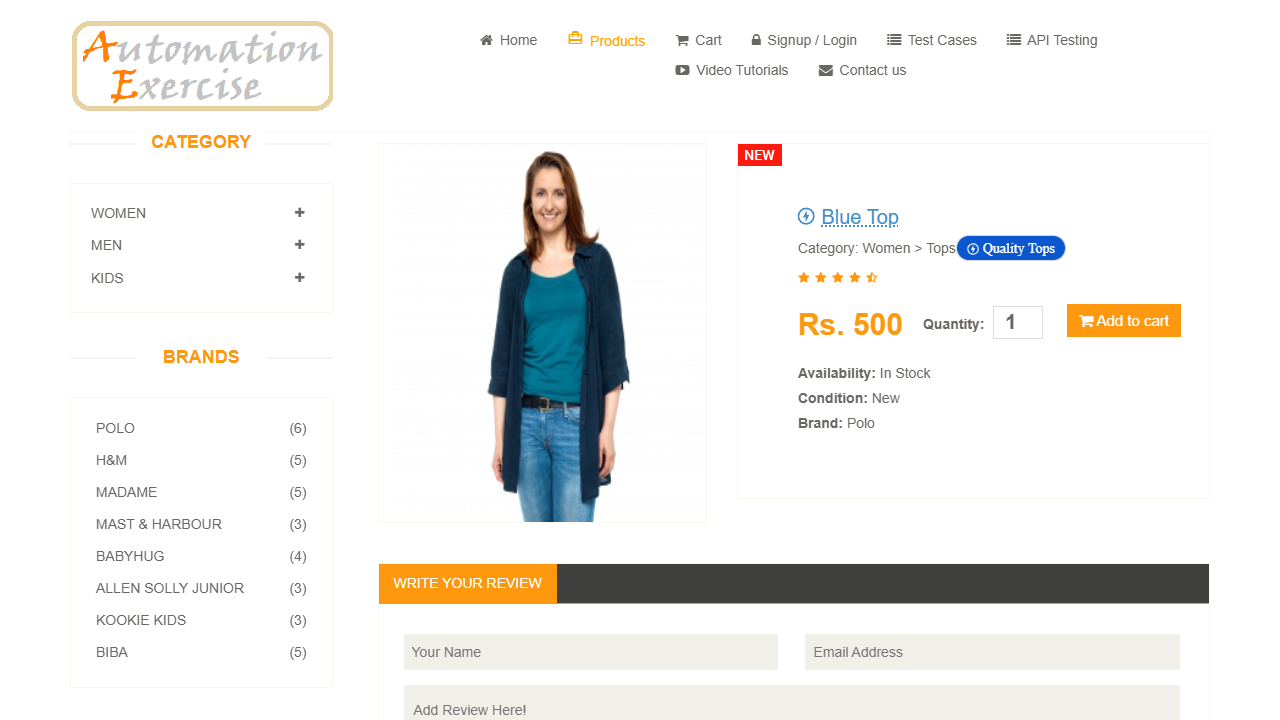 Automation
Exercise
Home
Products
Cart
Signup / Login
Test Cases
API Testing
Video Tutorials
Contact us
CATEGORY
WOMEN
MEN
KIDS
BRANDS
POLO (6)
H&M (5)
MADAME (5)
MAST & HARBOUR (3)
BABYHUG (4)
ALLEN SOLLY JUNIOR (3)
KOOKIE KIDS (3)
BIBA (5)
NEW
Blue Top
Category: Women > Tops Quality Tops
Rs. 500 Quantity: 1 Add to cart
Availability: In Stock
Condition: New
Brand: Polo
WRITE YOUR REVIEW
Your Name
Email Address
Add Review Here!